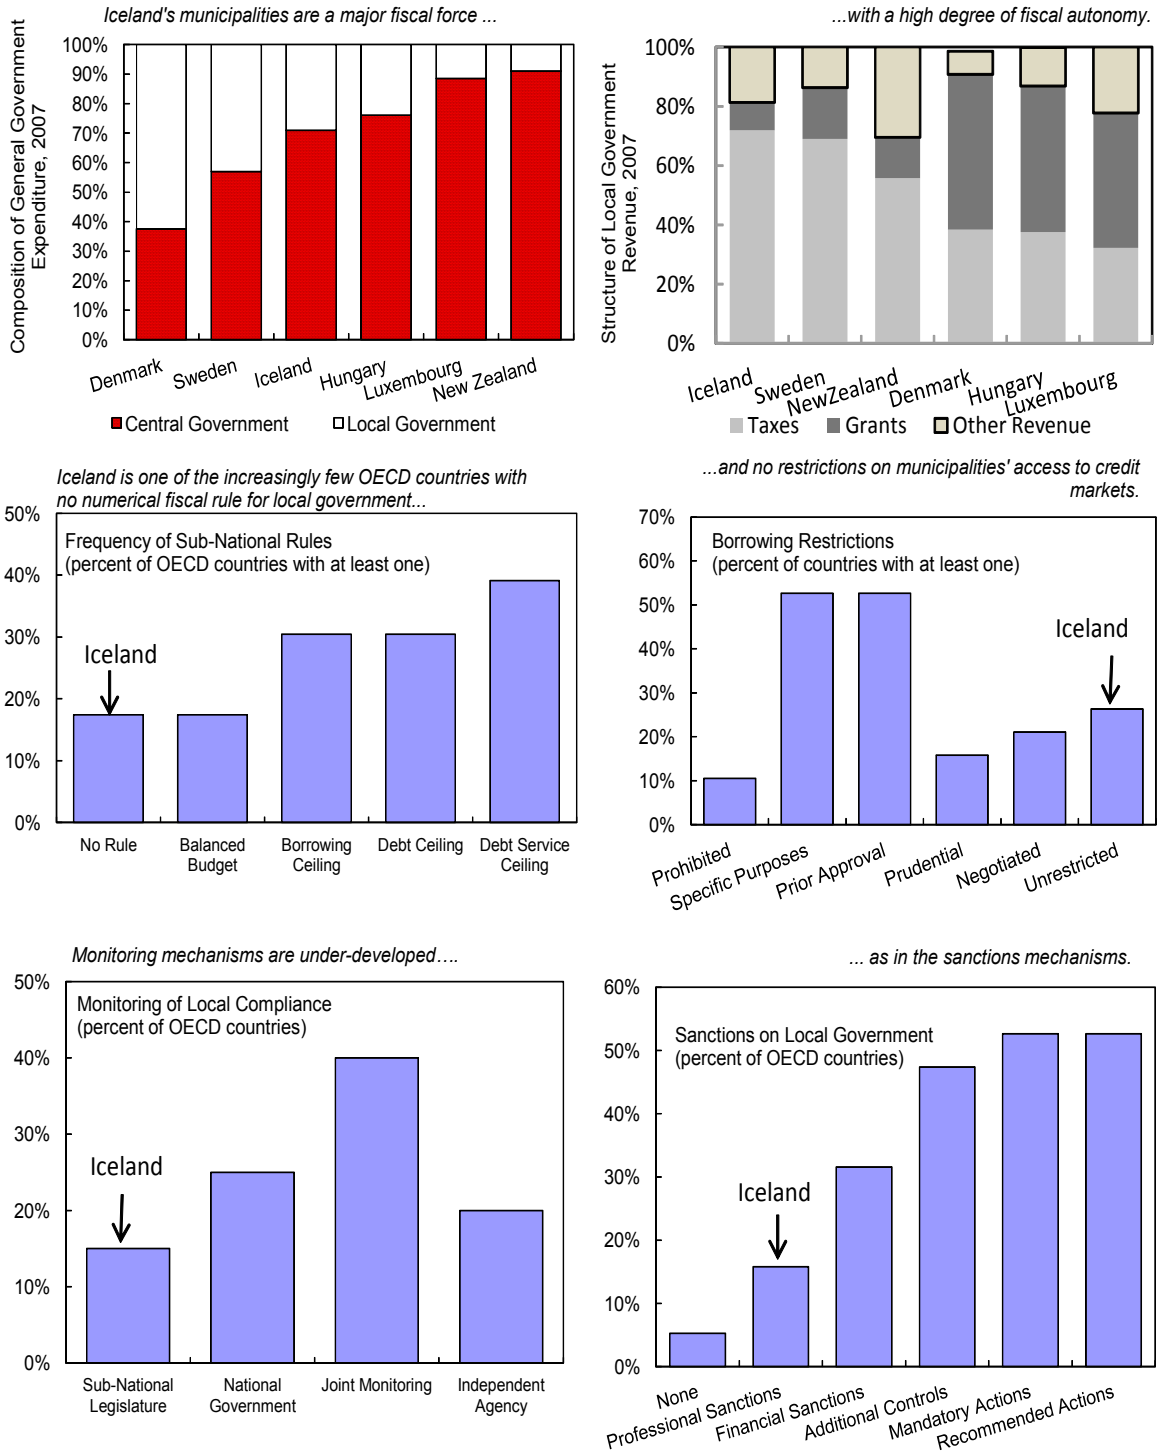 Iceland's municipalities are a major fiscal force ...
Composition of General Government
Expenditure, 2007
100%
90%
80%
70%
60%
50%
40%
30%
20%
10%
0%
Denmark
Sweden
Iceland
Hungary
Luxembourg
New Zealand
Central Government
Local Government
...with a high degree of fiscal autonomy.
Structure of Local Government
Revenue, 2007
100%
80%
60%
40%
20%
0%
Iceland
Sweden
NewZealand
Denmark
Hungary
Luxembourg
Taxes
Grants
Other Revenue
Iceland is one of the increasingly few OECD countries with
no numerical fiscal rule for local government...
50%
40%
30%
20%
10%
0%
Frequency of Sub-National Rules
(percent of OECD countries with at least one)
Iceland
No Rule
Balanced
Budget
Borrowing
Ceiling
Debt Ceiling
Debt Service
Ceiling
...and no restrictions on municipalities' access to credit
markets.
70%
60%
50%
40%
30%
20%
10%
0%
Borrowing Restrictions
(percent of countries with at least one)
Iceland
Prohibited
Specific Purposes
Prior Approval
Prudential
Negotiated
Unrestricted
Monitoring mechanisms are under-developed….
50%
40%
30%
20%
10%
0%
Monitoring of Local Compliance
(percent of OECD countries)
Iceland
Sub-National
Legislature
National
Government
Joint Monitoring
Independent
Agency
... as in the sanctions mechanisms.
60%
50%
40%
30%
20%
10%
0%
Sanctions on Local Government
(percent of OECD countries)
Iceland
None
Professional Sanctions
Financial Sanctions
Additional Controls
Mandatory Actions
Recommended Actions